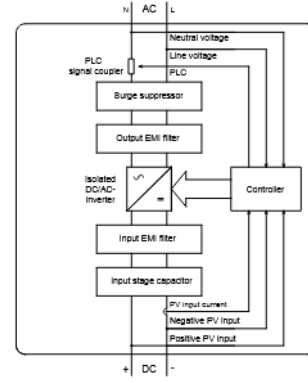 N AC L
Neutral voltage
Line voltage
PLC
signal coupler
PLC
Surge suppressor
Output EMI filter
Isolated
DC/AC-
Inverter
Controller
Input EMI filter
Input stage capacitor
PV input current
Negative PV input
Positive PV input
+ DC -